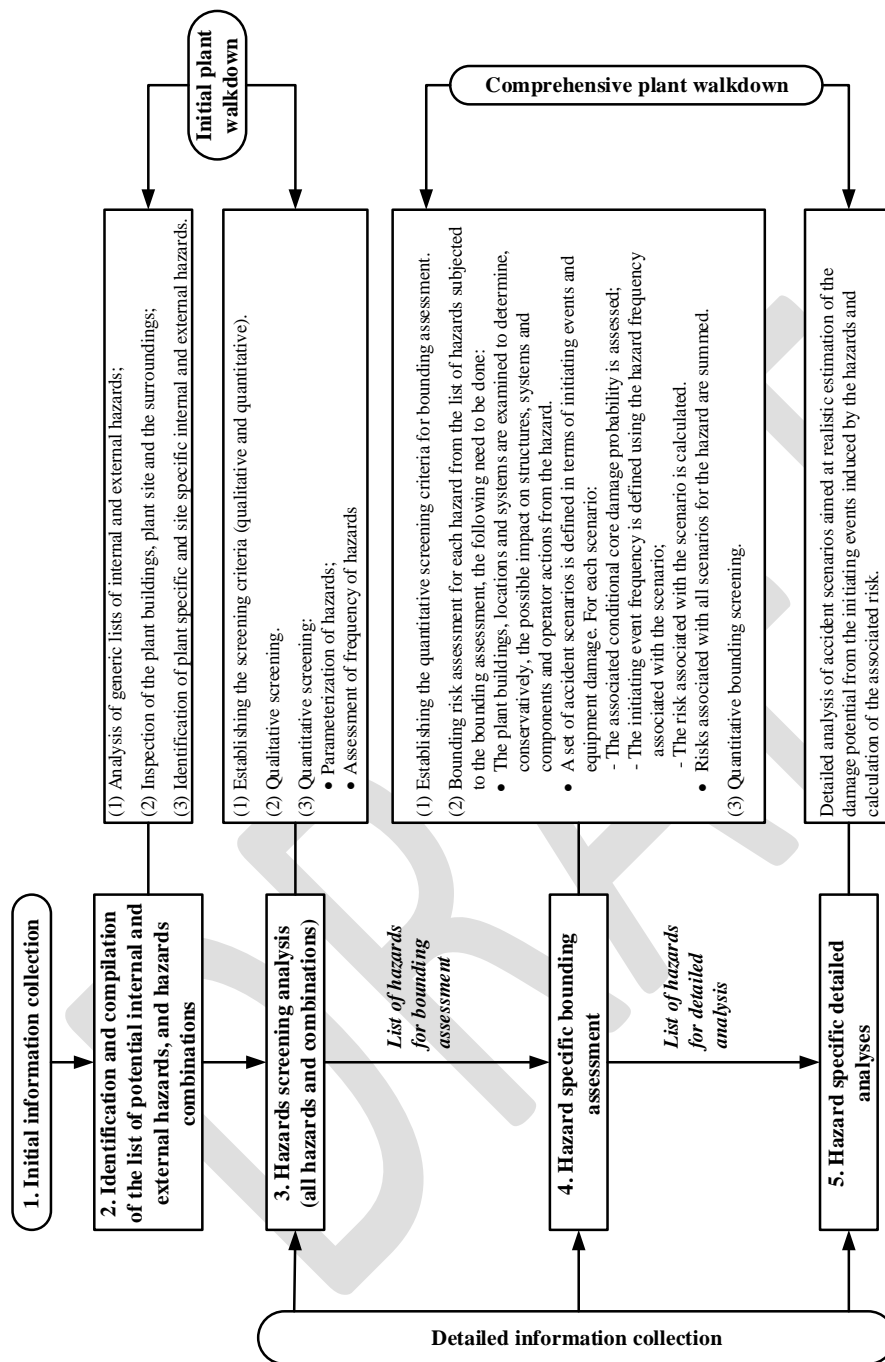 1. Initial information collection
2. Identification and compilation
of the list of potential internal and
external hazards, and hazards
combinations
(1) Analysis of generic lists of internal and external hazards;
(2) Inspection of the plant buildings, plant site and the surroundings;
(3) Identification of plant specific and site specific internal and external hazards.
Initial plant
walkdown
3. Hazards screening analysis
(all hazards and combinations)
(1) Establishing the screening criteria (qualitative and quantitative).
(2) Qualitative screening.
(3) Quantitative screening:
• Parameterization of hazards;
• Assessment of frequency of hazards
List of hazards
for bounding
assessment
4. Hazard specific bounding
assessment
(1) Establishing the quantitative screening criteria for bounding assessment.
(2) Bounding risk assessment for each hazard from the list of hazards subjected
to the bounding assessment, the following need to be done:
• The plant buildings, locations and systems are examined to determine,
conservatively, the possible impact on structures, systems and
components and operator actions from the hazard.
• A set of accident scenarios is defined in terms of initiating events and
equipment damage. For each scenario:
- The associated conditional core damage probability is assessed;
- The initiating event frequency is defined using the hazard frequency
associated with the scenario;
- The risk associated with the scenario is calculated.
• Risks associated with all scenarios for the hazard are summed.
(3) Quantitative bounding screening.
Comprehensive plant walkdown
List of hazards
for detailed
analysis
5. Hazard specific detailed
analyses
Detailed analysis of accident scenarios aimed at realistic estimation of the
damage potential from the initiating events induced by the hazards and
calculation of the associated risk.
Detailed information collection
DRAFT